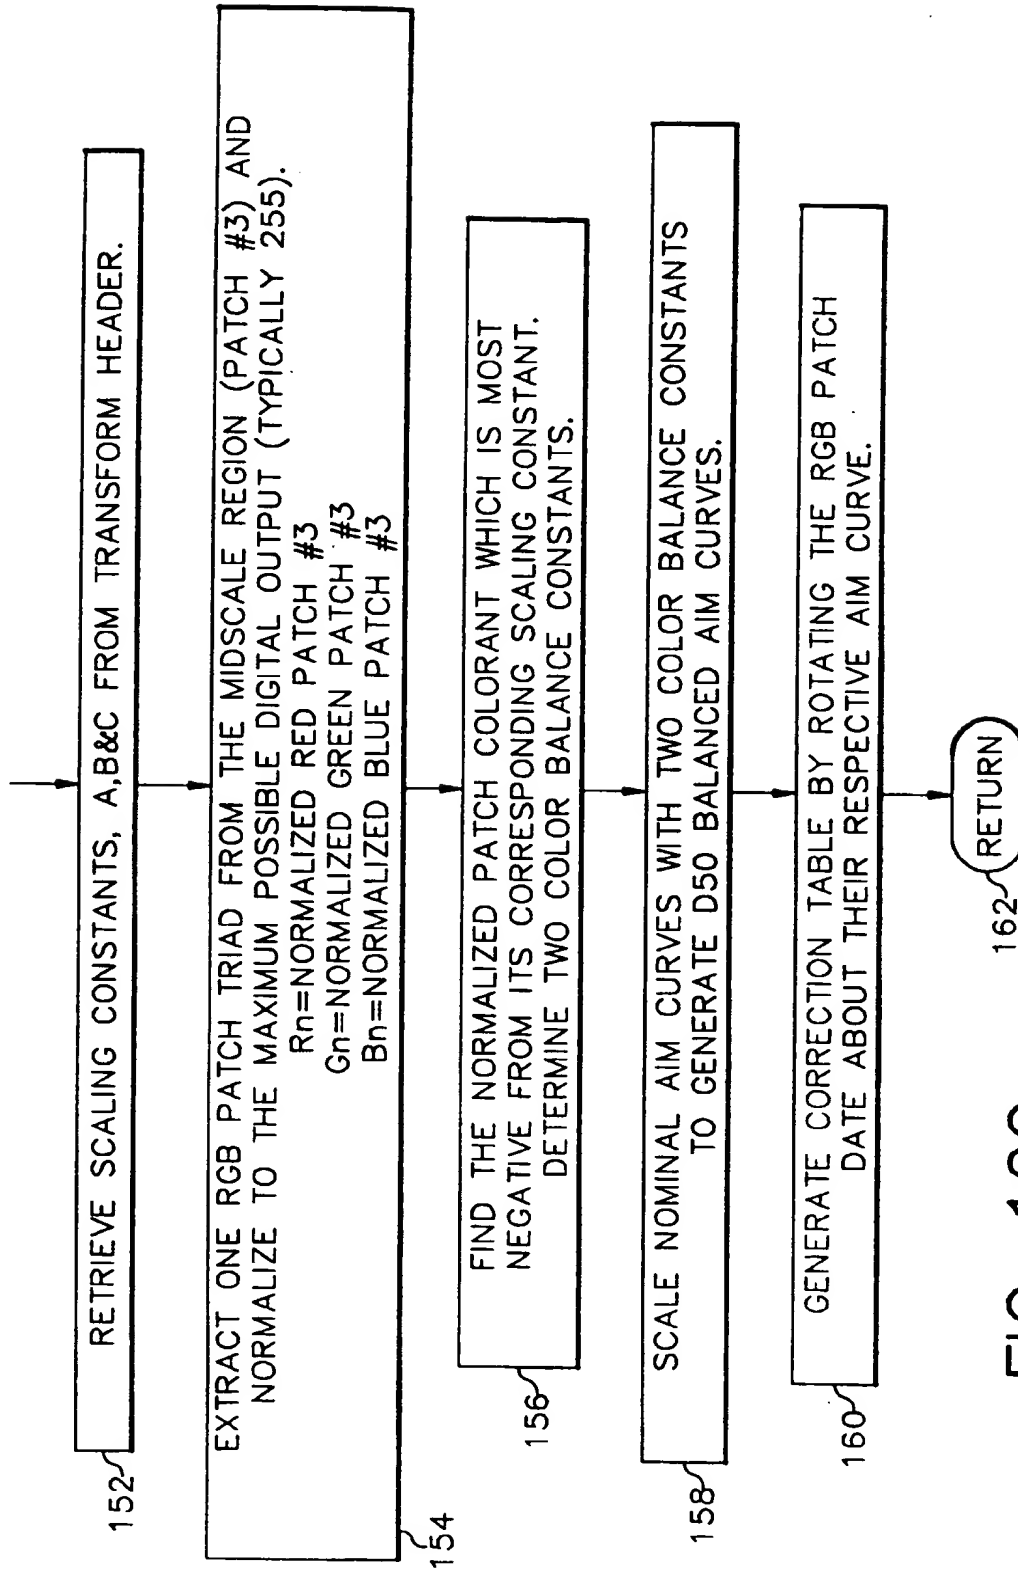 RETRIEVE SCALING CONSTANTS, A,B&C FROM TRANSFORM HEADER.
152
EXTRACT ONE RGB PATCH TRIAD FROM THE MIDSCALE REGION (PATCH #3) AND
NORMALIZE TO THE MAXIMUM POSSIBLE DIGITAL OUTPUT (TYPICALLY 255).
Rn=NORMALIZED RED PATCH #3
Gn=NORMALIZED GREEN PATCH #3
Bn=NORMALIZED BLUE PATCH #3
154
FIND THE NORMALIZED PATCH COLORANT WHICH IS MOST
NEGATIVE FROM ITS CORRESPONDING SCALING CONSTANT.
DETERMINE TWO COLOR BALANCE CONSTANTS.
156
SCALE NOMINAL AIM CURVES WITH TWO COLOR BALANCE CONSTANTS
TO GENERATE D50 BALANCED AIM CURVES.
158
GENERATE CORRECTION TABLE BY ROTATING THE RGB PATCH
DATE ABOUT THEIR RESPECTIVE AIM CURVE.
160
RETURN
162